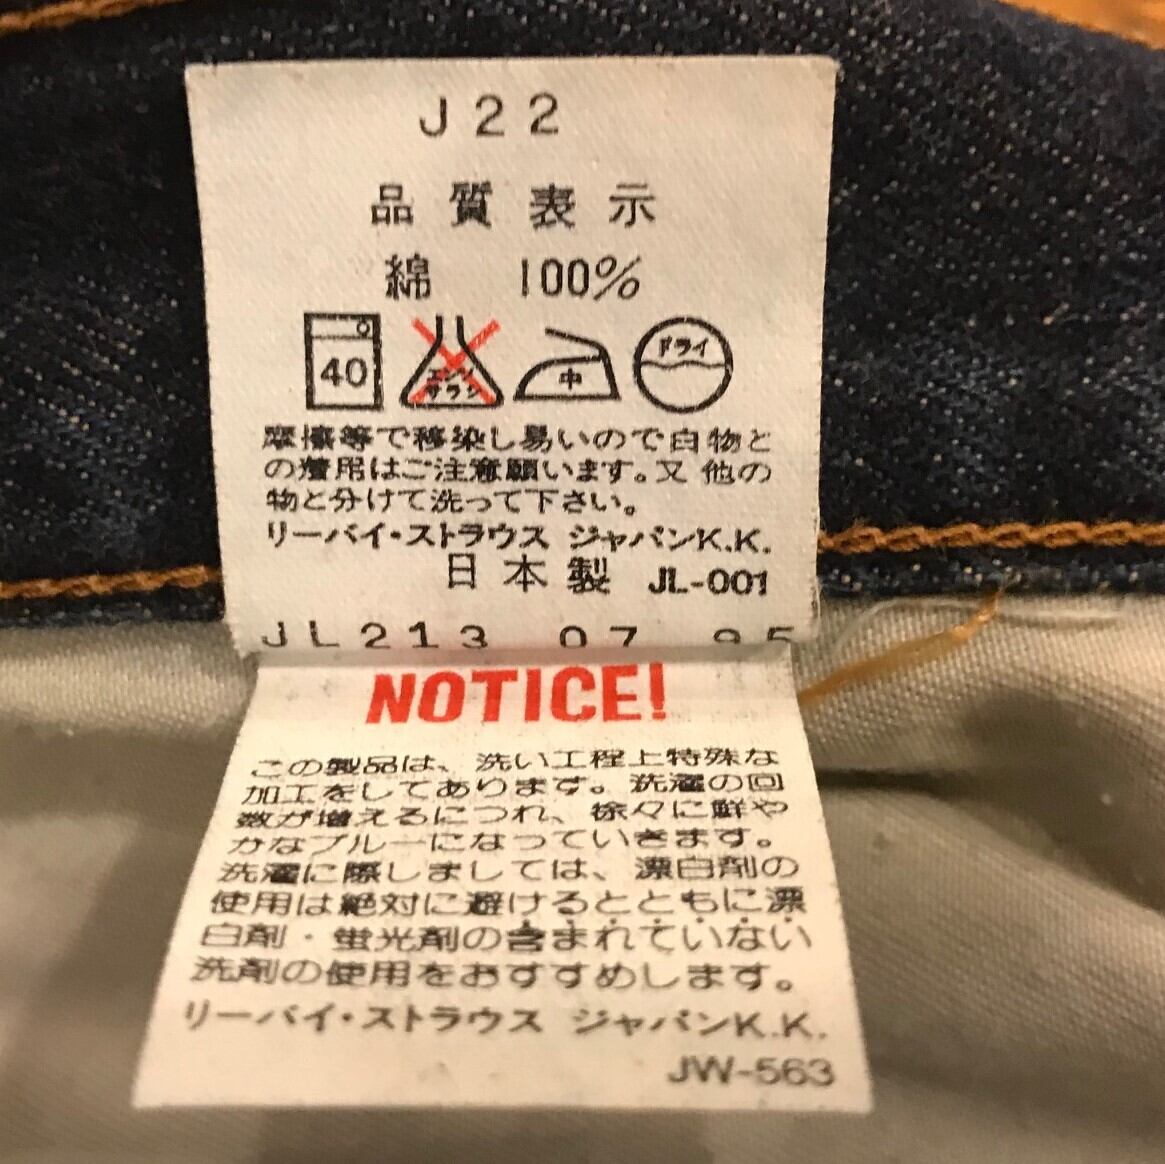 J22
品質表示
綿 100%
40 エンソサラシ 中 ドライ
摩擦等で移染し易いので白物と
の着用はご注意願います。又他の
物と分けて洗って下さい。
リーバイ・ストラウス ジャパンK.K.
日本製 JL-001
JL213 07 95
NOTICE!
この製品は、洗い工程上特殊な
加工をしてあります。洗濯の回
数が増えるにつれ、徐々に鮮や
かなブルーになっていきます。
洗濯に際しましては、漂白剤の
使用は絶対に避けるとともに漂
白剤・蛍光剤の含まれていない
洗剤の使用をおすすめします。
リーバイ・ストラウス ジャパンK.K.
JW-563